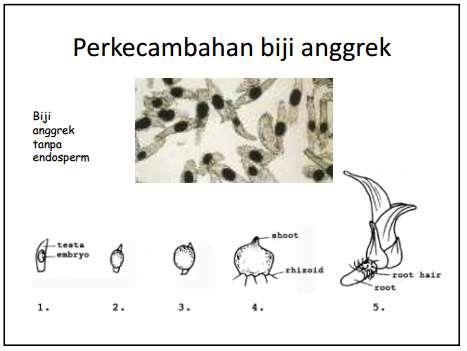 Perkecambahan biji anggrek
Biji
anggrek
tanpa
endosperm
testa
embryo
shoot
rhizoid
root hair
root
1.
2.
3.
4.
5.